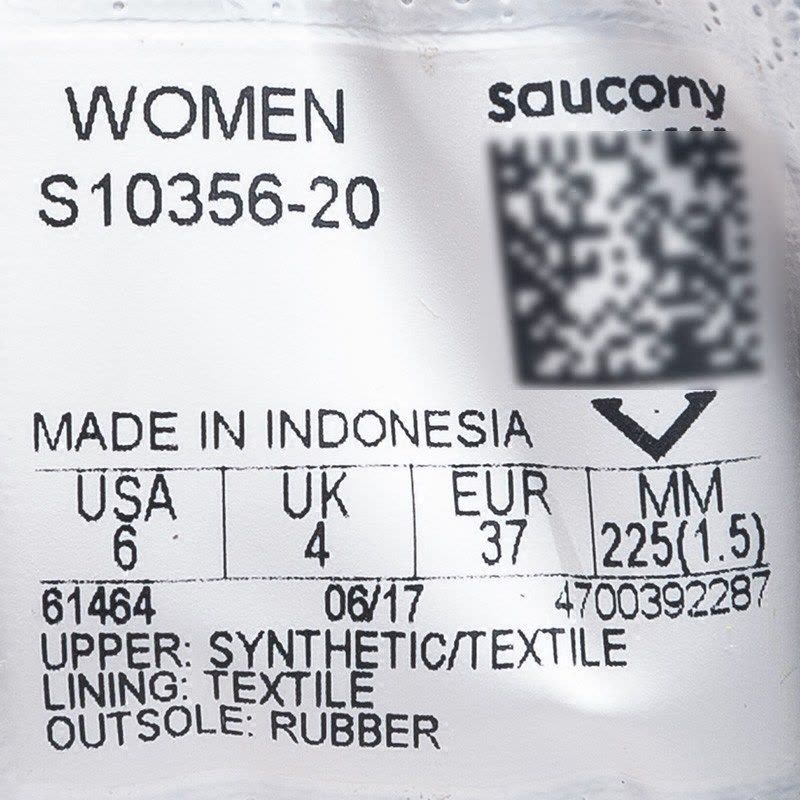 WOMEN
saucony
S10356-20
MADE IN INDONESIA
USA UK EUR MM
6 4 37 225(1.5)
61464 06/17 4700392287
UPPER: SYNTHETIC/TEXTILE
LINING: TEXTILE
OUTSOLE: RUBBER